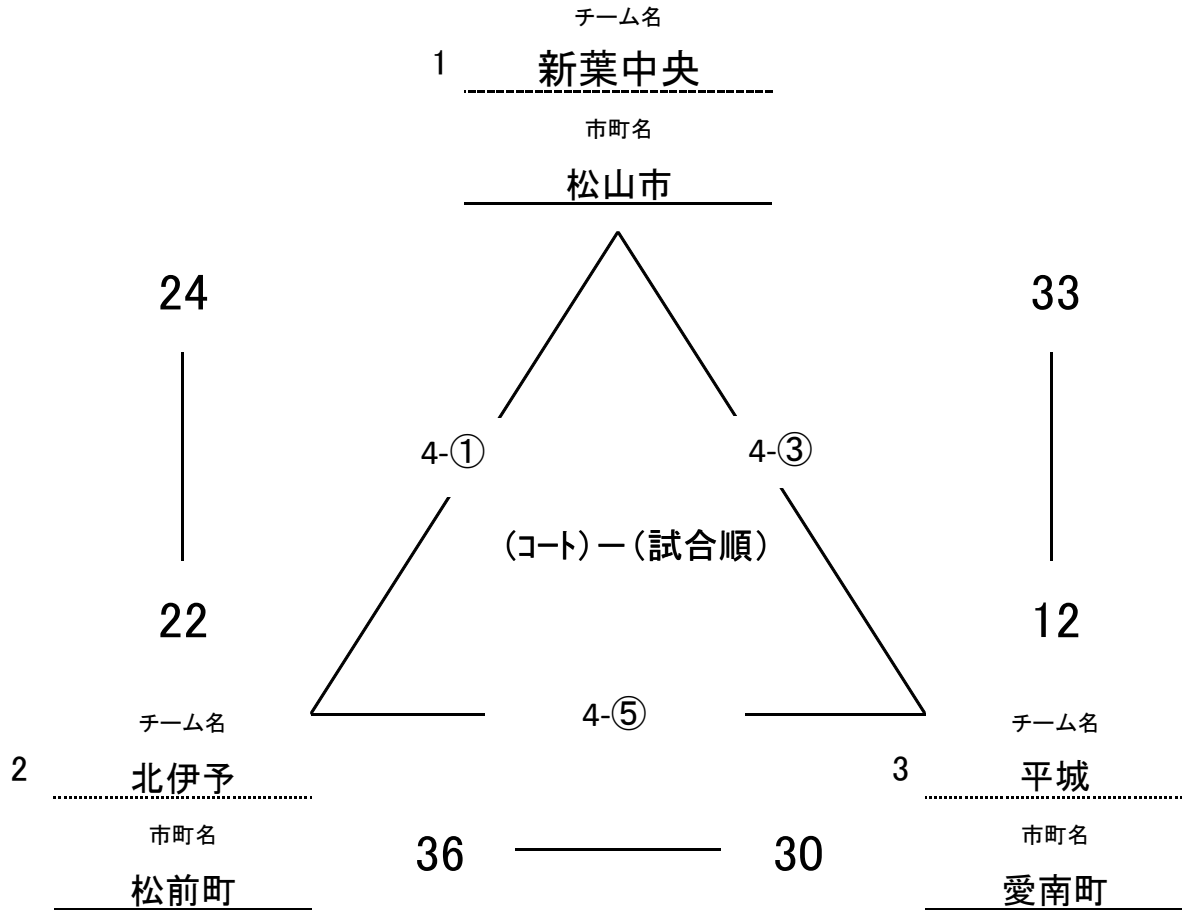 チーム名
1 新葉中央
市町名
松山市
24 33
4-① 4-③
(コート)ー(試合順)
22 12
4-⑤
チーム名 チーム名
2 北伊予 3 平城
市町名 市町名
36 30
松前町 愛南町